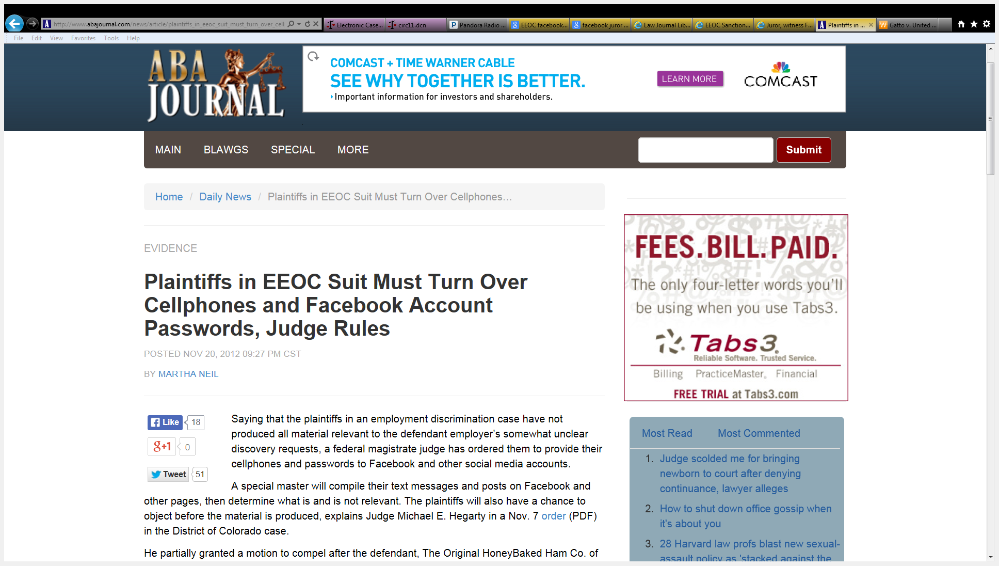 http://www.abajournal.com/news/article/plaintiffs_in_eeoc_suit_must_turn_over_cell
Electronic Case...
circ11.dcn
Pandora Radio ...
EEOC facebook...
facebook juror ...
Law Journal Lib...
EEOC Sanction...
Juror, witness F...
Plaintiffs in ...
Gatto v. United ...
File Edit View Favorites Tools Help
ABA
JOURNAL
COMCAST + TIME WARNER CABLE
SEE WHY TOGETHER IS BETTER.
Important information for investors and shareholders.
LEARN MORE
COMCAST
MAIN BLAWGS SPECIAL MORE
Submit
Home / Daily News / Plaintiffs in EEOC Suit Must Turn Over Cellphones…
EVIDENCE
Plaintiffs in EEOC Suit Must Turn Over
Cellphones and Facebook Account
Passwords, Judge Rules
POSTED NOV 20, 2012 09:27 PM CST
BY MARTHA NEIL
Like 18
g+1 0
Tweet 51
Saying that the plaintiffs in an employment discrimination case have not
produced all material relevant to the defendant employer’s somewhat unclear
discovery requests, a federal magistrate judge has ordered them to provide their
cellphones and passwords to Facebook and other social media accounts.
A special master will compile their text messages and posts on Facebook and
other pages, then determine what is and is not relevant. The plaintiffs will also have a chance to
object before the material is produced, explains Judge Michael E. Hegarty in a Nov. 7 order (PDF)
in the District of Colorado case.
He partially granted a motion to compel after the defendant, The Original HoneyBaked Ham Co. of
FEES.BILL.PAID.
The only four-letter words you’ll
be using when you use Tabs3.
Tabs3®
Reliable Software. Trusted Service.
Billing PracticeMaster® Financial
FREE TRIAL at Tabs3.com
Most Read Most Commented
1. Judge scolded me for bringing
newborn to court after denying
continuance, lawyer alleges
2. How to shut down office gossip when
it's about you
3. 28 Harvard law profs blast new sexual-
assault policy as 'stacked against the